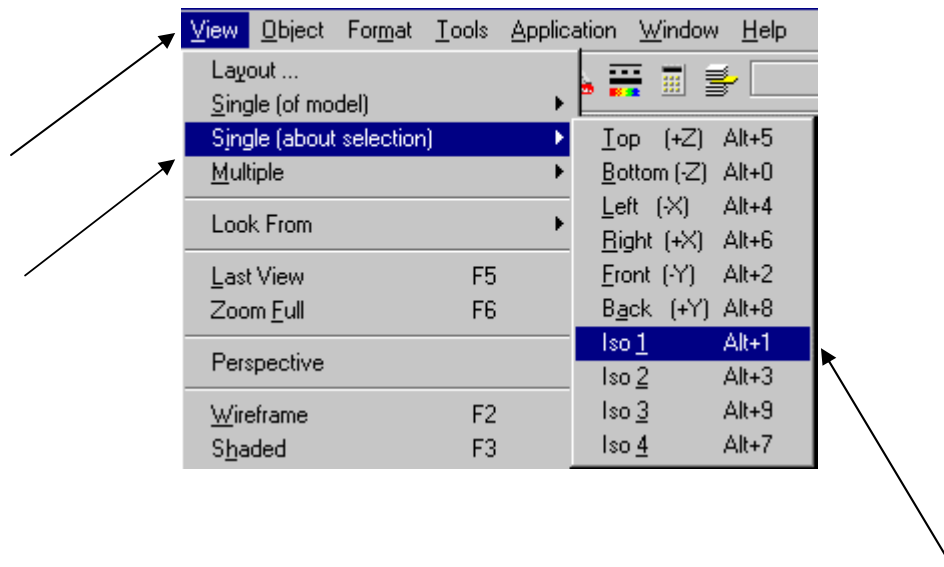 View Object Format Tools Application Window Help
Layout ...
Single (of model)
Single (about selection)
Multiple
Look From
Last View F5
Zoom Full F6
Perspective
Wireframe F2
Shaded F3
Top (+Z) Alt+5
Bottom (-Z) Alt+0
Left (-X) Alt+4
Right (+X) Alt+6
Front (-Y) Alt+2
Back (+Y) Alt+8
Iso 1 Alt+1
Iso 2 Alt+3
Iso 3 Alt+9
Iso 4 Alt+7